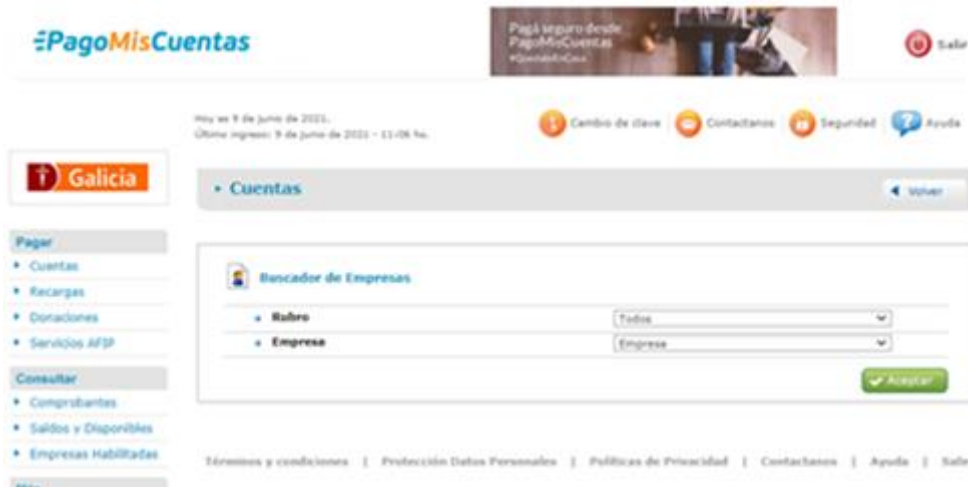 PagoMisCuentas
Pagá seguro desde
PagoMisCuentas
#QuedateEnCasa
Salir
Hoy es 9 de junio de 2021.
Último ingreso: 9 de junio de 2021 - 11:06 hs.
Cambio de clave
Contactanos
Seguridad
Ayuda
Galicia
Cuentas
Volver
Pagar
Cuentas
Recargas
Donaciones
Servicios AFIP
Consultar
Comprobantes
Saldos y Disponibles
Empresas Habilitadas
Buscador de Empresas
Rubro
Todos
Empresa
Empresa
Aceptar
Términos y condiciones | Protección Datos Personales | Políticas de Privacidad | Contactanos | Ayuda |